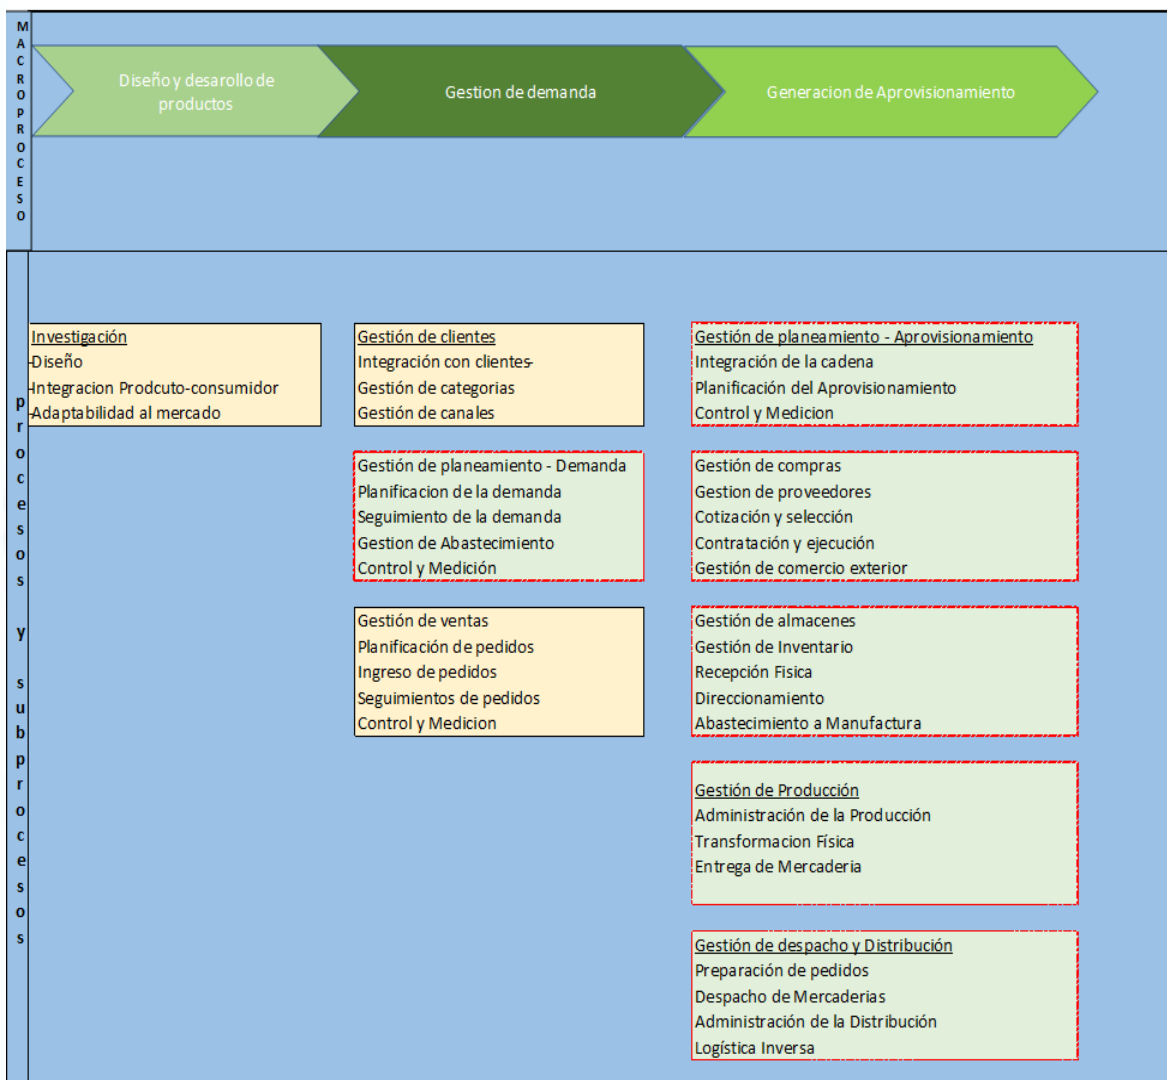 MACROPROCESO
Diseño y desarollo de
productos
Gestion de demanda
Generacion de Aprovisionamiento
procesos y subprocesos
Investigación
-Diseño
-Integracion Prodcuto-consumidor
-Adaptabilidad al mercado
Gestión de clientes
Integración con clientes-
Gestión de categorias
Gestión de canales
Gestión de planeamiento - Demanda
Planificacion de la demanda
Seguimiento de la demanda
Gestion de Abastecimiento
Control y Medición
Gestión de ventas
Planificación de pedidos
Ingreso de pedidos
Seguimientos de pedidos
Control y Medicion
Gestión de planeamiento - Aprovisionamiento
Integración de la cadena
Planificación del Aprovisionamiento
Control y Medicion
Gestión de compras
Gestion de proveedores
Cotización y selección
Contratación y ejecución
Gestión de comercio exterior
Gestión de almacenes
Gestión de Inventario
Recepción Fisica
Direccionamiento
Abastecimiento a Manufactura
Gestión de Producción
Administración de la Producción
Transformacion Física
Entrega de Mercaderia
Gestión de despacho y Distribución
Preparación de pedidos
Despacho de Mercaderias
Administración de la Distribución
Logística Inversa